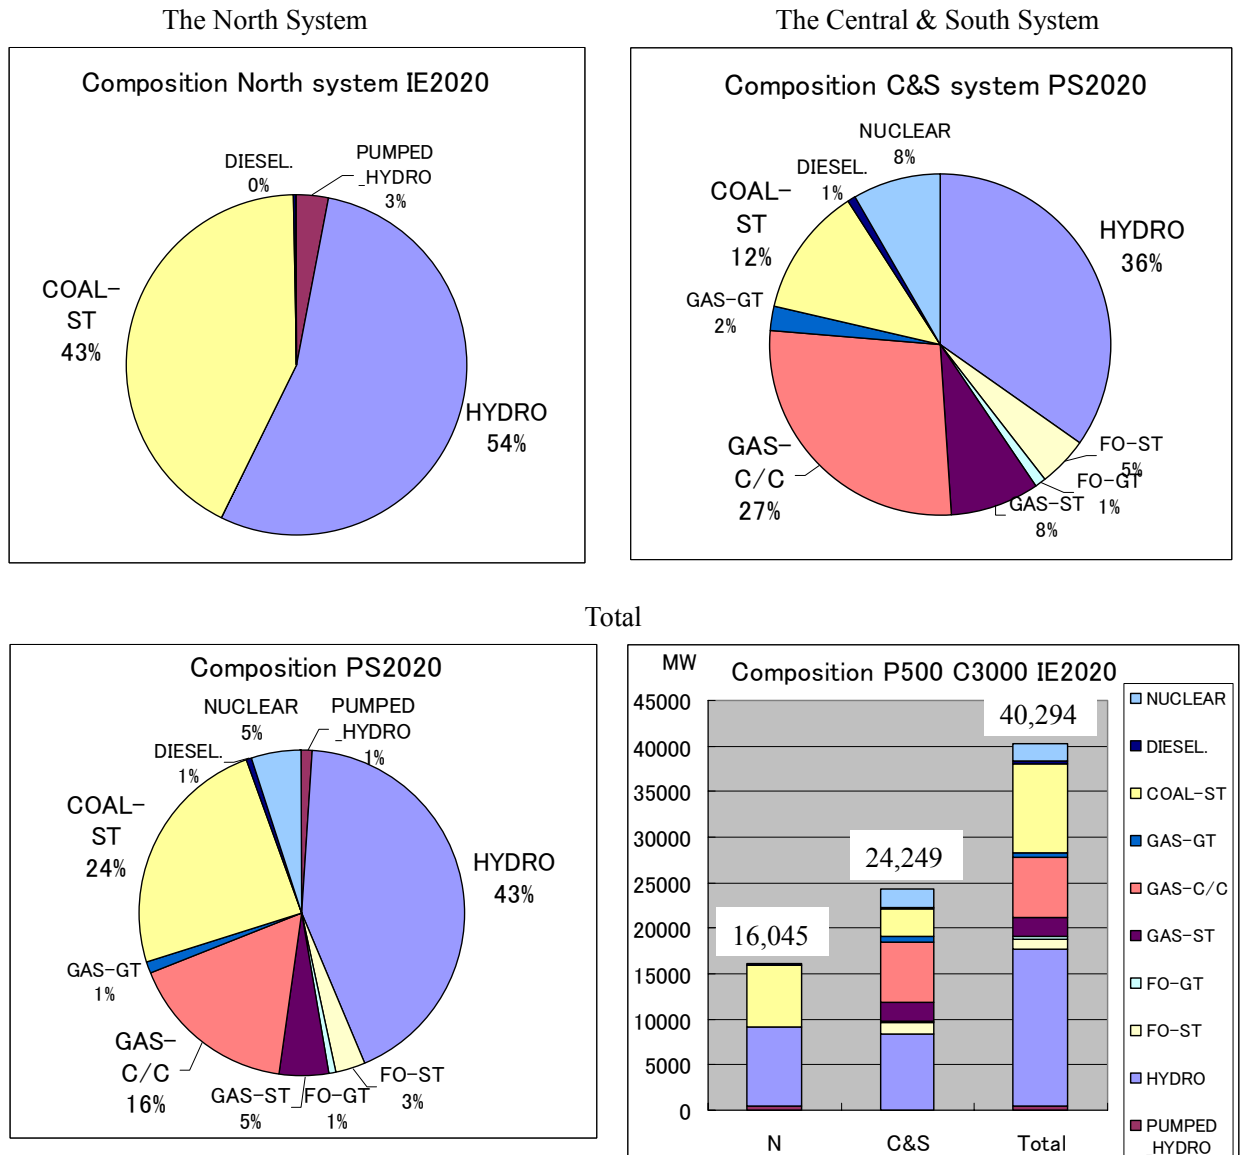 The North System
The Central & South System
Composition North system IE2020
DIESEL.
0%
PUMPED
_HYDRO
3%
COAL-
ST
43%
HYDRO
54%
Composition C&S system PS2020
NUCLEAR
8%
DIESEL.
1%
COAL-
ST
12%
HYDRO
36%
GAS-GT
2%
GAS-
C/C
27%
FO-ST
5%
FO-GT
1%
GAS-ST
8%
Total
Composition PS2020
NUCLEAR
5%
PUMPED
_HYDRO
1%
DIESEL.
1%
COAL-
ST
24%
HYDRO
43%
GAS-GT
1%
GAS-
C/C
16%
GAS-ST
5%
FO-GT
1%
FO-ST
3%
MW
Composition P500 C3000 IE2020
45000
40000
35000
30000
25000
20000
15000
10000
5000
0
16,045
24,249
40,294
N
C&S
Total
NUCLEAR
DIESEL.
COAL-ST
GAS-GT
GAS-C/C
GAS-ST
FO-GT
FO-ST
HYDRO
PUMPED
HYDRO